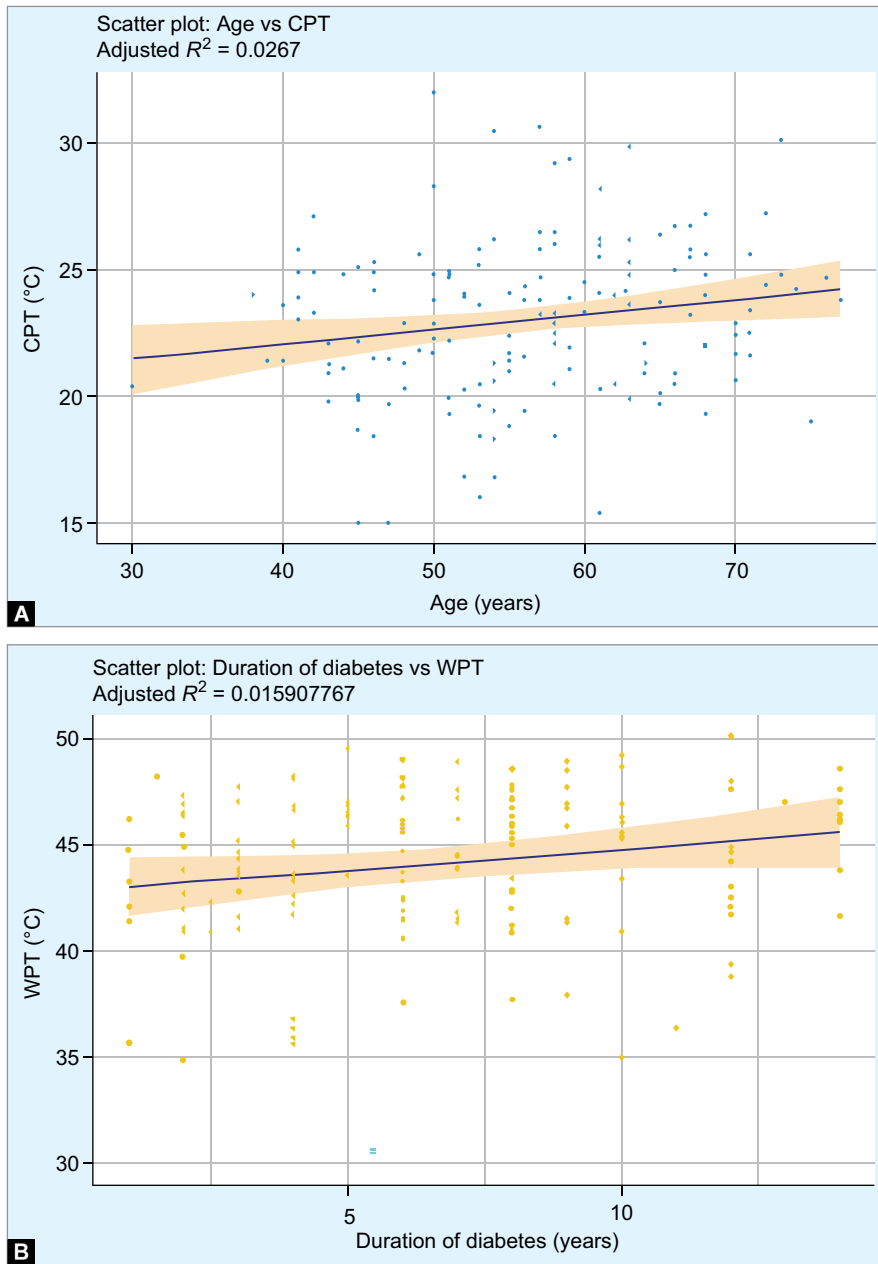 Scatter plot: Age vs CPT
Adjusted R² = 0.0267
30
25
20
15
CPT (°C)
30 40 50 60 70
Age (years)
A
Scatter plot: Duration of diabetes vs WPT
Adjusted R² = 0.015907767
50
45
40
35
30
WPT (°C)
5 10
Duration of diabetes (years)
B